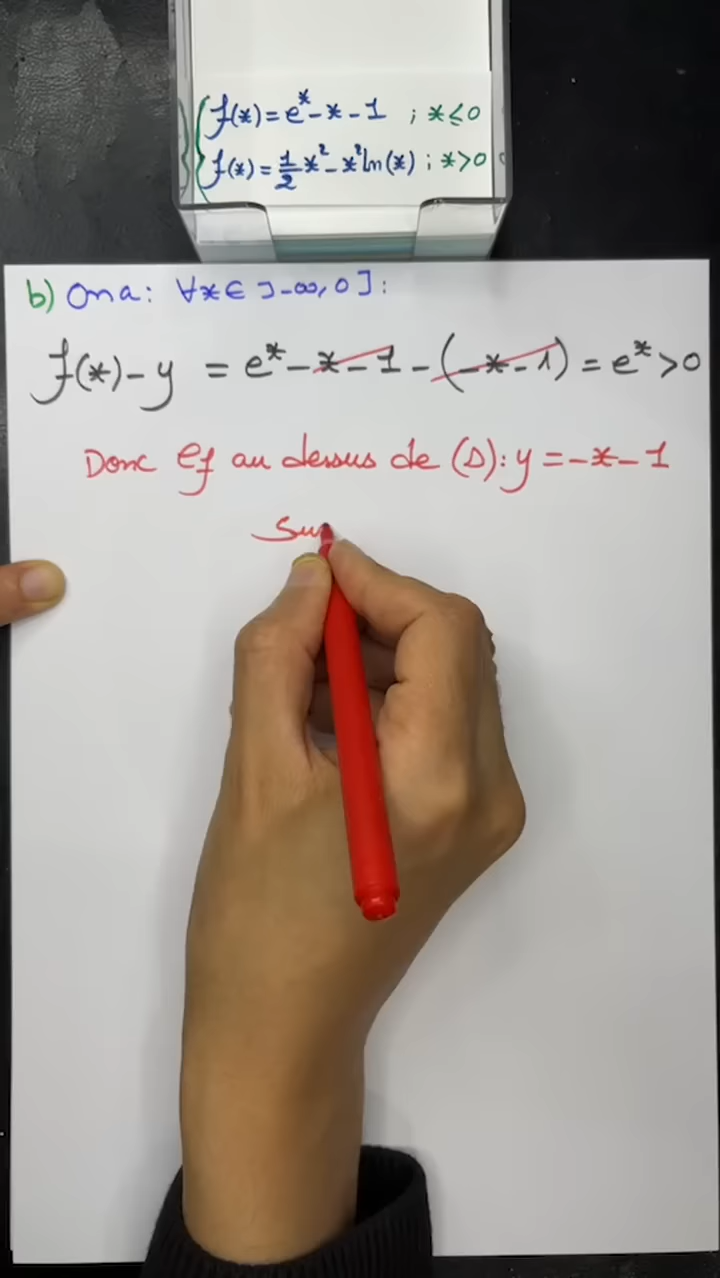 f(x) = e^x - x - 1 ; x ≤ 0
f(x) = 1/2 x² - x² ln(x) ; x > 0
b) On a : ∀x ∈ ]-∞, 0] :
f(x) - y = e^x - x - 1 - (-x - 1) = e^x > 0
Donc Cf au dessus de (Δ) : y = -x - 1
Sur